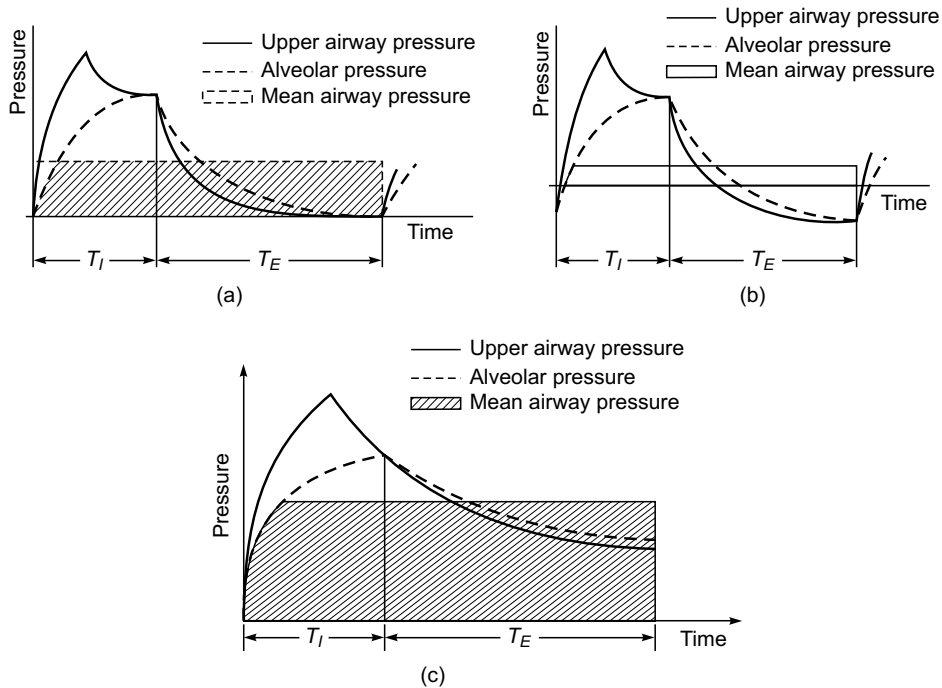 (a)
Pressure
Upper airway pressure
Alveolar pressure
Mean airway pressure
Time
T_I
T_E
(a)
(b)
Pressure
Upper airway pressure
Alveolar pressure
Mean airway pressure
Time
T_I
T_E
(b)
Upper airway pressure
Alveolar pressure
Mean airway pressure
Pressure
Time
T_I
T_E
(c)